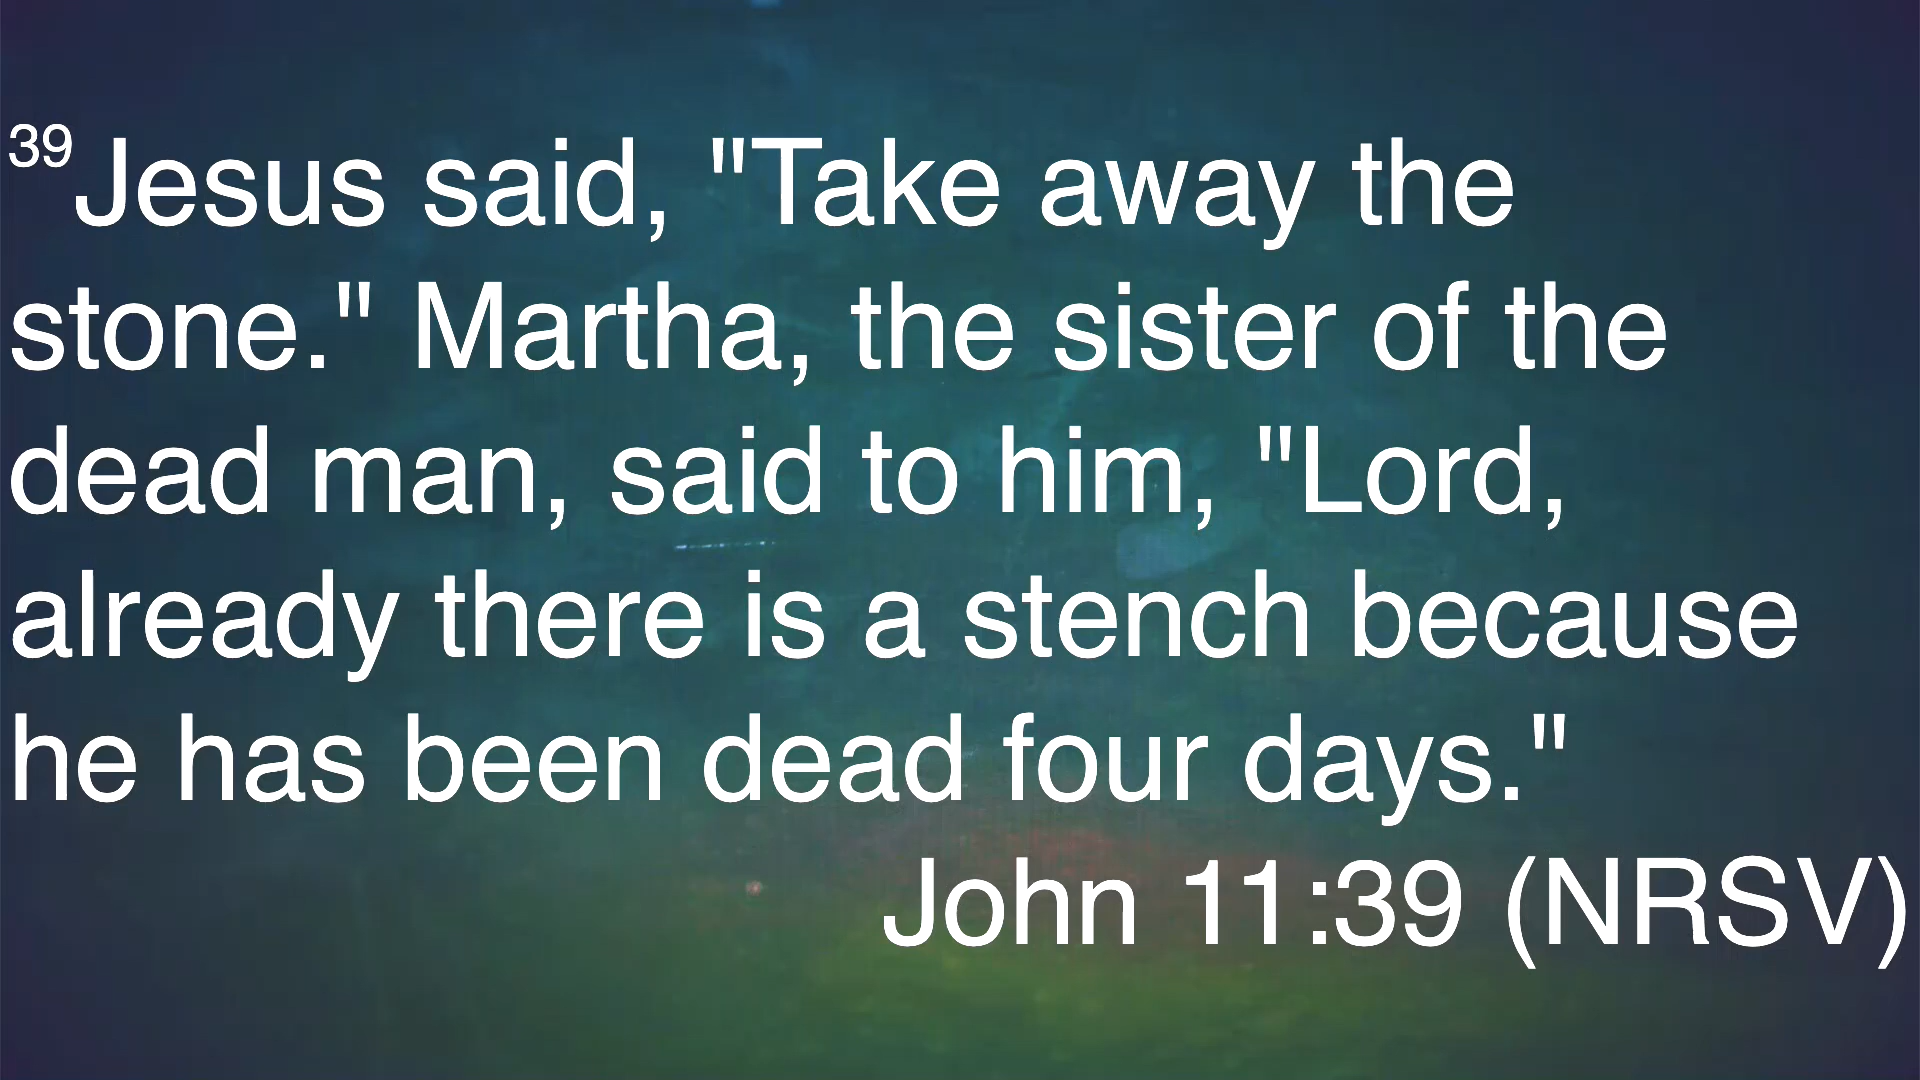 39Jesus said, "Take away the
stone." Martha, the sister of the
dead man, said to him, "Lord,
already there is a stench because
he has been dead four days."
John 11:39 (NRSV)